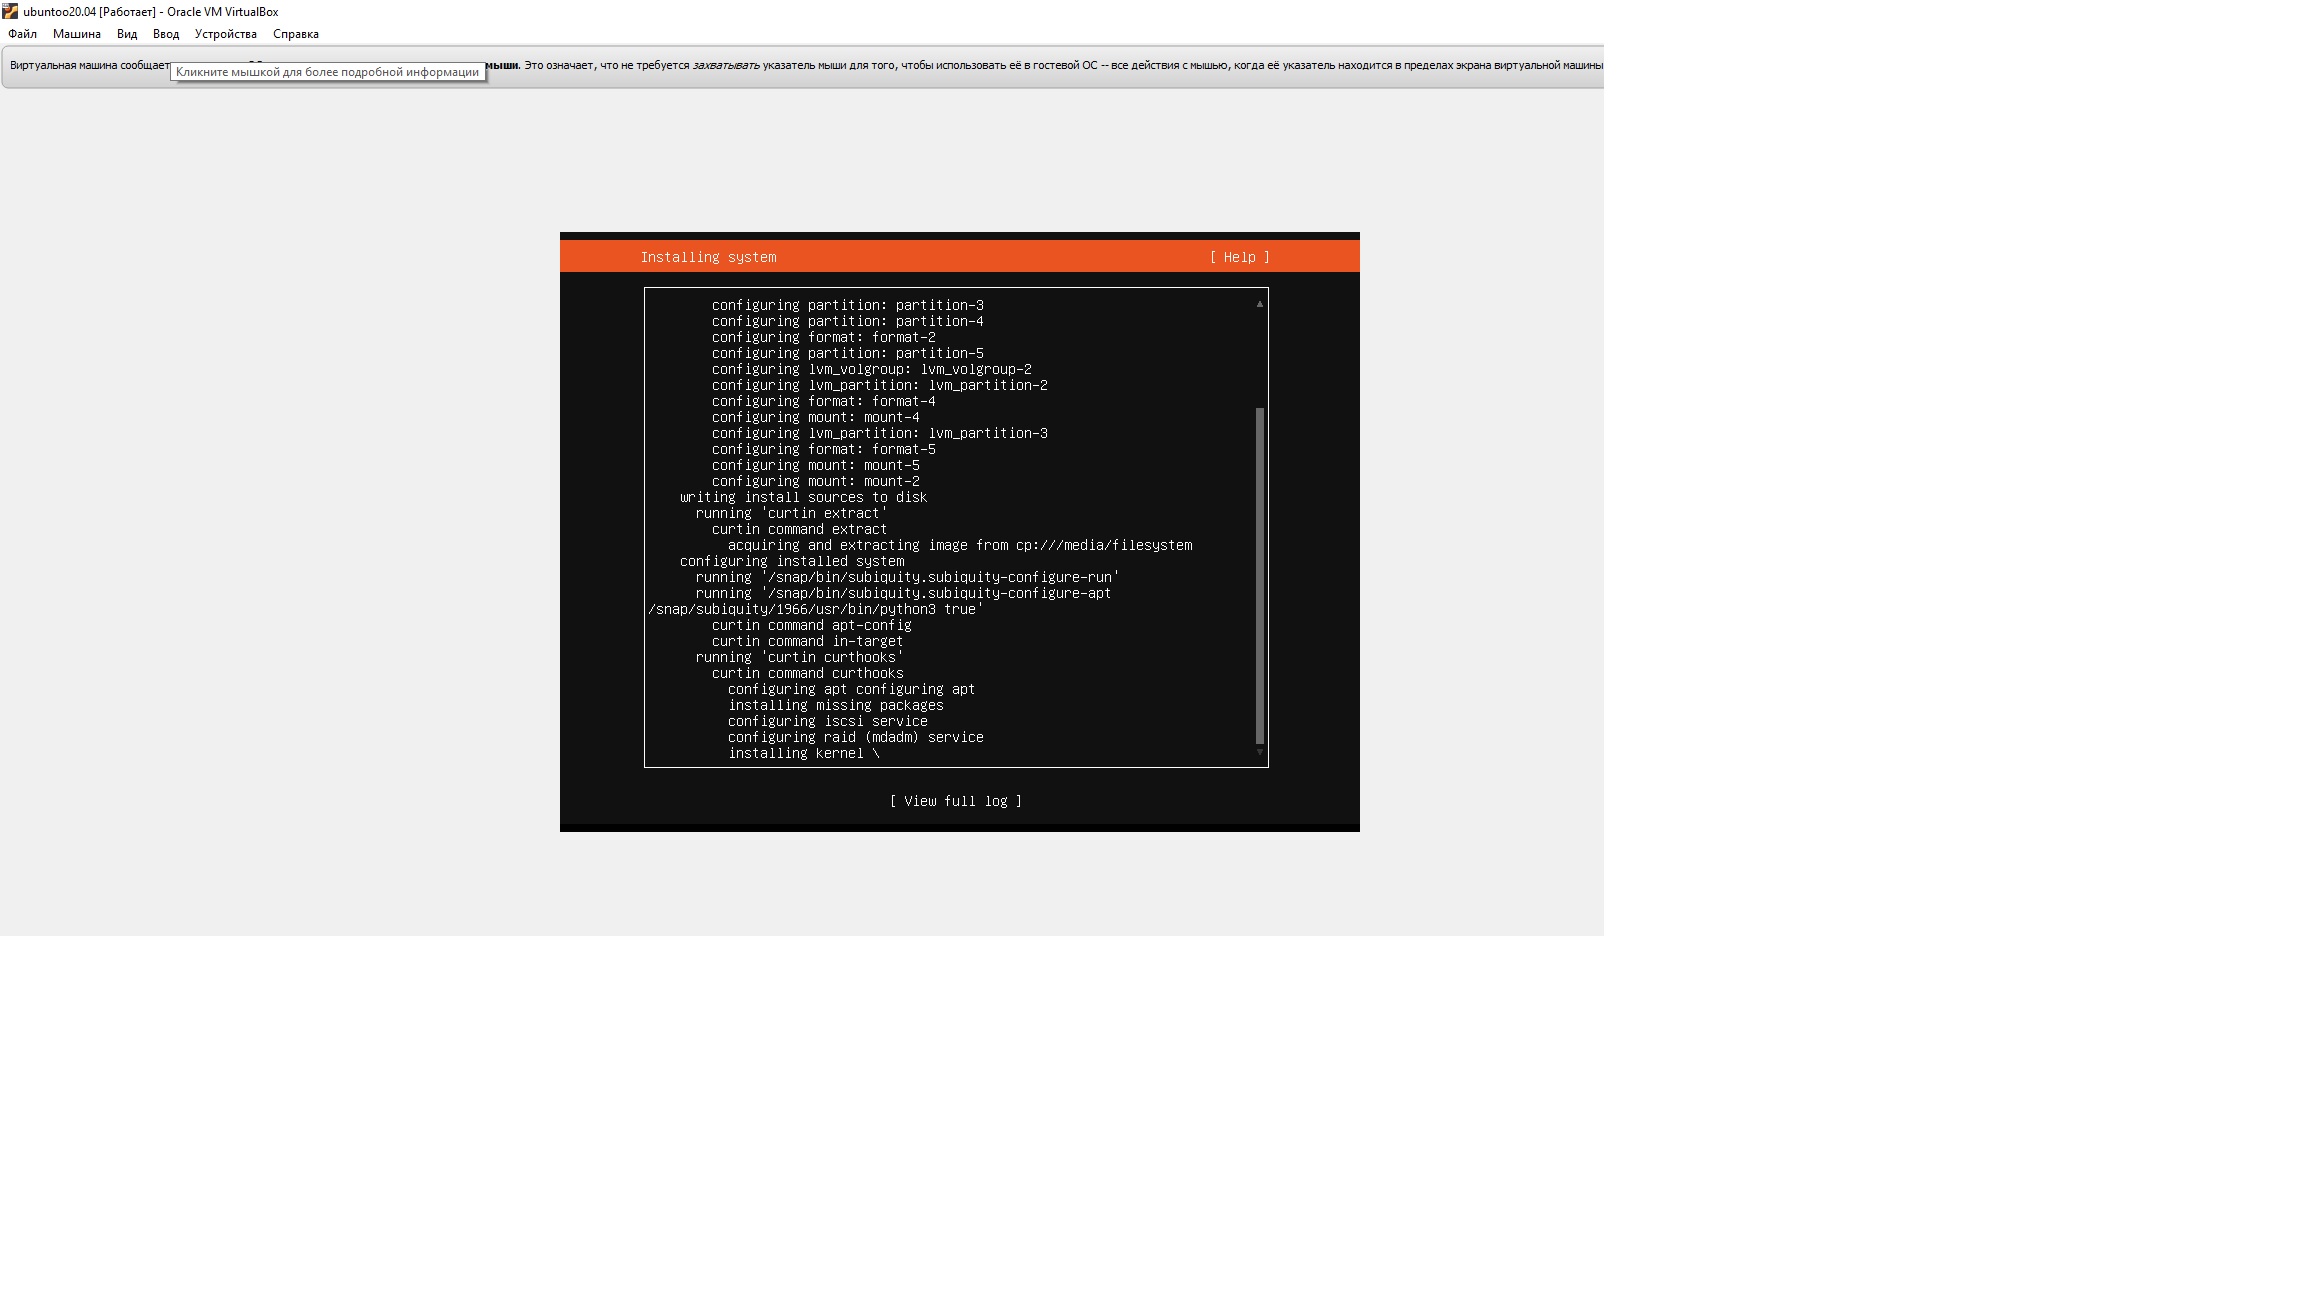 ubuntoo20.04 [Работает] - Oracle VM VirtualBox
Файл Машина Вид Ввод Устройства Справка
Виртуальная машина сообщает мыши. Это означает, что не требуется захватывать указатель мыши для того, чтобы использовать её в гостевой ОС -- все действия с мышью, когда её указатель находится в пределах экрана виртуальной машины
Кликните мышкой для более подробной информации
Installing system [ Help ]
configuring partition: partition-3
configuring partition: partition-4
configuring format: format-2
configuring partition: partition-5
configuring lvm_volgroup: lvm_volgroup-2
configuring lvm_partition: lvm_partition-2
configuring format: format-4
configuring mount: mount-4
configuring lvm_partition: lvm_partition-3
configuring format: format-5
configuring mount: mount-5
configuring mount: mount-2
writing install sources to disk
running 'curtin extract'
curtin command extract
acquiring and extracting image from cp:///media/filesystem
configuring installed system
running '/snap/bin/subiquity.subiquity-configure-run'
running '/snap/bin/subiquity.subiquity-configure-apt
/snap/subiquity/1966/usr/bin/python3 true'
curtin command apt-config
curtin command in-target
running 'curtin curthooks'
curtin command curthooks
configuring apt configuring apt
installing missing packages
configuring iscsi service
configuring raid (mdadm) service
installing kernel \
[ View full log ]